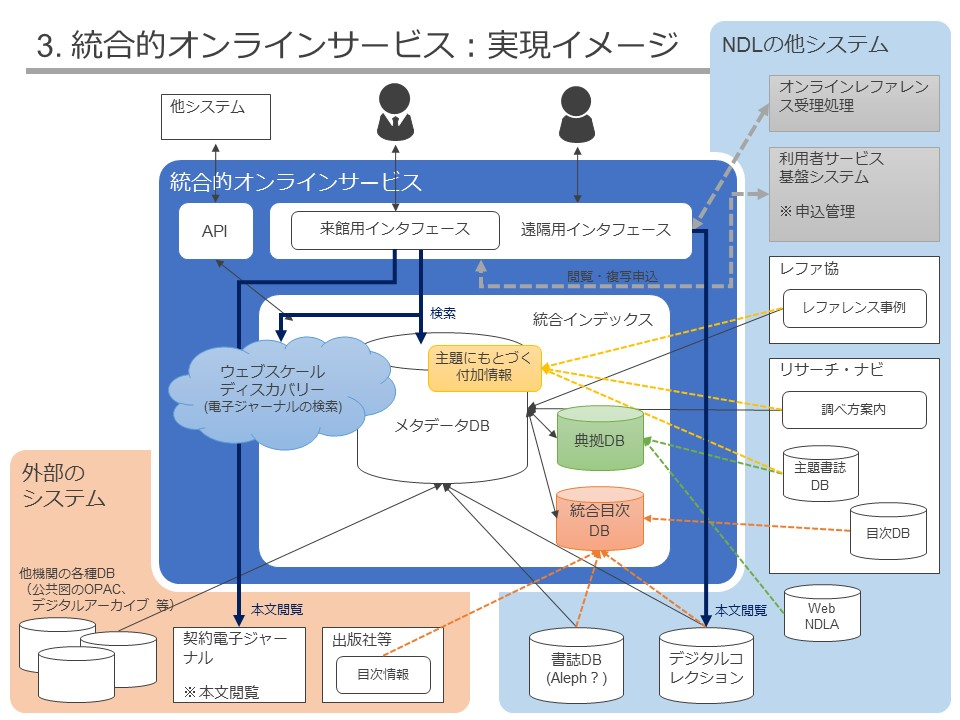 3. 統合的オンラインサービス：実現イメージ
NDLの他システム
オンラインレファレン
ス受理処理
利用者サービス
基盤システム
※ 申込管理
他システム
統合的オンラインサービス
API
来館用インタフェース
遠隔用インタフェース
閲覧・複写申込
レファ協
レファレンス事例
検索
統合インデックス
ウェブスケール
ディスカバリー
(電子ジャーナルの検索)
主題にもとづく
付加情報
メタデータDB
典拠DB
統合目次
DB
リサーチ・ナビ
調べ方案内
主題書誌
DB
目次DB
Web
NDLA
外部の
システム
他機関の各種DB
（公共図のOPAC、
デジタルアーカイブ 等）
本文閲覧
契約電子ジャー
ナル
※ 本文閲覧
出版社等
目次情報
書誌DB
(Aleph？)
本文閲覧
デジタルコ
レクション